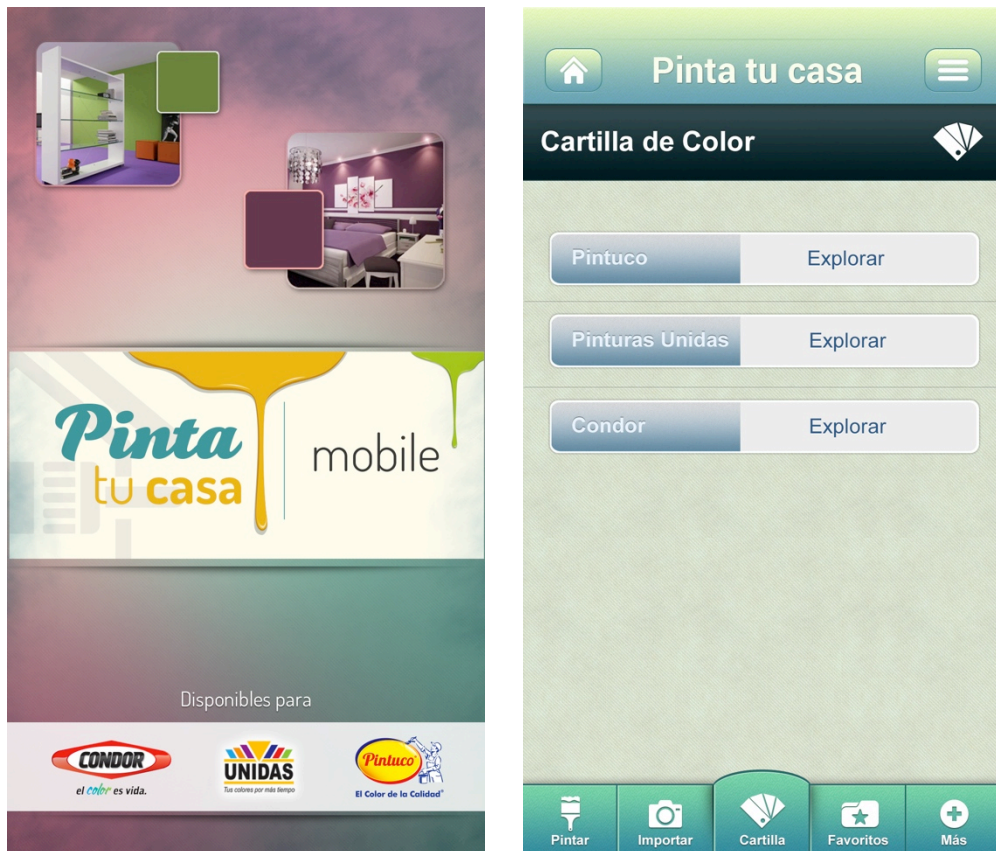 Pinta
tu casa
mobile
Disponibles para
CONDOR
el color es vida.
UNIDAS
Tus colores por más tiempo
Pintuco
El Color de la Calidad®
Pinta tu casa
Cartilla de Color
Pintuco
Explorar
Pinturas Unidas
Explorar
Condor
Explorar
Pintar
Importar
Cartilla
Favoritos
Más